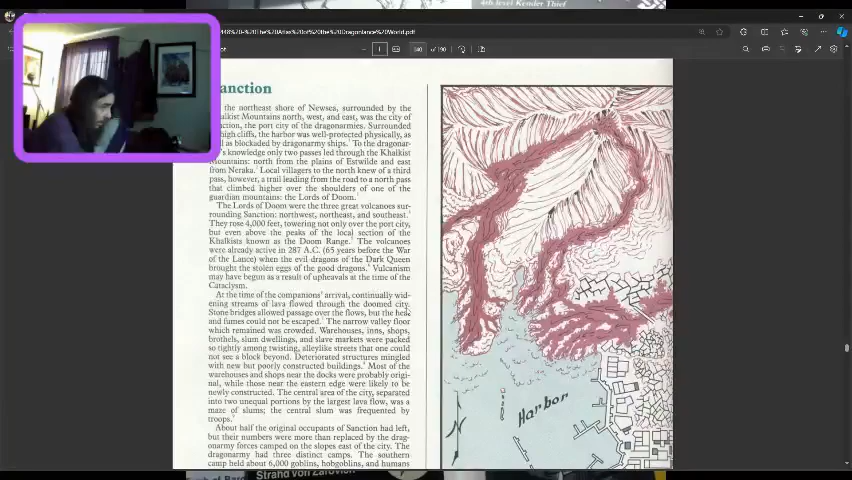 4th level Kender Thief
448%20-%20The%20Atlas%20of%20the%20Dragonlance%20World.pdf
of
140
of 190
anction
the northeast shore of Newsea, surrounded by the
halkist Mountains north, west, and east, was the city of
nction, the port city of the dragonarmies. Surrounded
high cliffs, the harbor was well-protected physically, as
ll as blockaded by dragonarmy ships. To the dragonar-
's knowledge only two passes led through the Khalkist
Mountains: north from the plains of Estwilde and east
from Neraka. Local villagers to the north knew of a third
pass, however, a trail leading from the road to a north pass
that climbed higher over the shoulders of one of the
guardian mountains: the Lords of Doom.
The Lords of Doom were the three great volcanoes sur-
rounding Sanction: northwest, northeast, and southeast.
They rose 4,000 feet, towering not only over the port city,
but even above the peaks of the local section of the
Khalkists known as the Doom Range. The volcanoes
were already active in 287 A.C. (65 years before the War
of the Lance) when the evil dragons of the Dark Queen
brought the stolen eggs of the good dragons. Vulcanism
may have begun as a result of upheavals at the time of the
Cataclysm.
At the time of the companions' arrival, continually wid-
ening streams of lava flowed through the doomed city.
Stone bridges allowed passage over the flows, but the heat
and fumes could not be escaped. The narrow valley floor
which remained was crowded. Warehouses, inns, shops,
brothels, slum dwellings, and slave markets were packed
so tightly among twisting, alleylike streets that one could
not see a block beyond. Deteriorated structures mingled
with new but poorly constructed buildings. Most of the
warehouses and shops near the docks were probably origi-
nal, while those near the eastern edge were likely to be
newly constructed. The central area of the city, separated
into two unequal portions by the largest lava flow, was a
maze of slums; the central slum was frequented by
troops.
About half the original occupants of Sanction had left,
but their numbers were more than replaced by the drag-
onarmy forces camped on the slopes east of the city. The
dragonarmy had three distinct camps. The southern
camp held about 6,000 goblins, hobgoblins, and humans
Harbor
Strahd von Zarovich